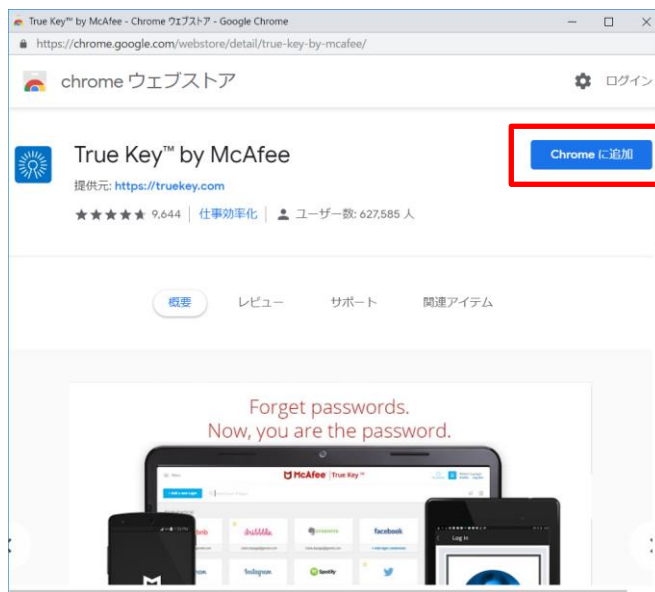 True Key™ by McAfee - Chrome ウェブストア - Google Chrome
https://chrome.google.com/webstore/detail/true-key-by-mcafee/
chrome ウェブストア
ログイン
True Key™ by McAfee
Chrome に追加
提供元: https://truekey.com
9,644 仕事効率化 ユーザー数: 627,585 人
概要 レビュー サポート 関連アイテム
Forget passwords.
Now, you are the password.
McAfee | True Key™
dribbble facebook
Log In
Instagram Spotify